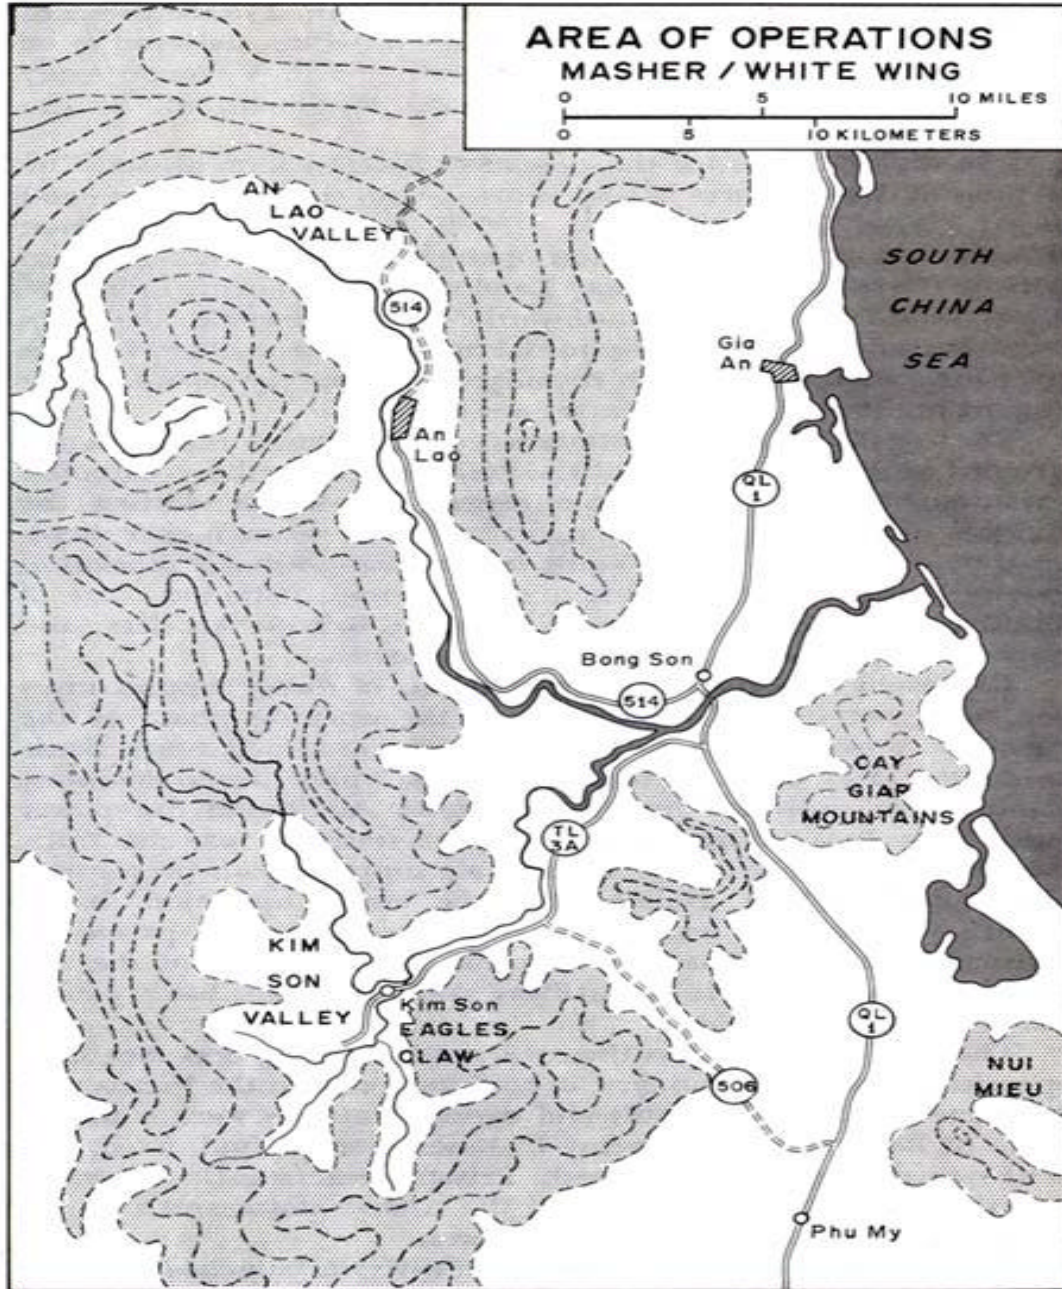 AREA OF OPERATIONS
MASHER / WHITE WING
0 5 10 MILES
0 5 10 KILOMETERS
AN
LAO
VALLEY
514
SOUTH
CHINA
SEA
Gia
An
An
Lao
QL
1
Bong Son
514
CAY
GIAP
MOUNTAINS
TL
3A
KIM
SON
VALLEY
Kim Son
EAGLES
CLAW
QL
1
NUI
MIEU
506
Phu My